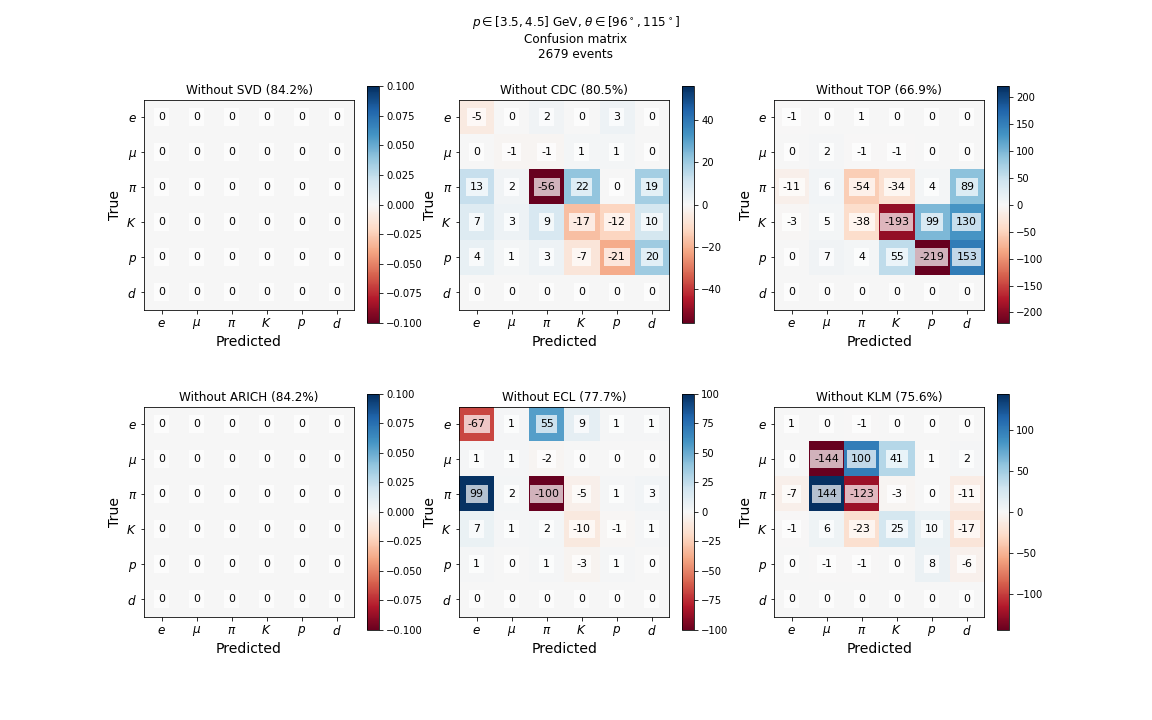 p ∈ [3.5, 4.5] GeV, θ ∈ [96°, 115°]
Confusion matrix
2679 events
Without SVD (84.2%)
True
e 0 0 0 0 0 0
μ 0 0 0 0 0 0
π 0 0 0 0 0 0
K 0 0 0 0 0 0
p 0 0 0 0 0 0
d 0 0 0 0 0 0
e μ π K p d
Predicted
0.100
0.075
0.050
0.025
0.000
−0.025
−0.050
−0.075
−0.100
Without CDC (80.5%)
True
e -5 0 2 0 3 0
μ 0 -1 -1 1 1 0
π 13 2 -56 22 0 19
K 7 3 9 -17 -12 10
p 4 1 3 -7 -21 20
d 0 0 0 0 0 0
e μ π K p d
Predicted
40
20
0
−20
−40
Without TOP (66.9%)
True
e -1 0 1 0 0 0
μ 0 2 -1 -1 0 0
π -11 6 -54 -34 4 89
K -3 5 -38 -193 99 130
p 0 7 4 55 -219 153
d 0 0 0 0 0 0
e μ π K p d
Predicted
200
150
100
50
0
−50
−100
−150
−200
Without ARICH (84.2%)
True
e 0 0 0 0 0 0
μ 0 0 0 0 0 0
π 0 0 0 0 0 0
K 0 0 0 0 0 0
p 0 0 0 0 0 0
d 0 0 0 0 0 0
e μ π K p d
Predicted
0.100
0.075
0.050
0.025
0.000
−0.025
−0.050
−0.075
−0.100
Without ECL (77.7%)
True
e -67 1 55 9 1 1
μ 1 1 -2 0 0 0
π 99 2 -100 -5 1 3
K 7 1 2 -10 -1 1
p 1 0 1 -3 1 0
d 0 0 0 0 0 0
e μ π K p d
Predicted
100
75
50
25
0
−25
−50
−75
−100
Without KLM (75.6%)
True
e 1 0 -1 0 0 0
μ 0 -144 100 41 1 2
π -7 144 -123 -3 0 -11
K -1 6 -23 25 10 -17
p 0 -1 -1 0 8 -6
d 0 0 0 0 0 0
e μ π K p d
Predicted
100
50
0
−50
−100